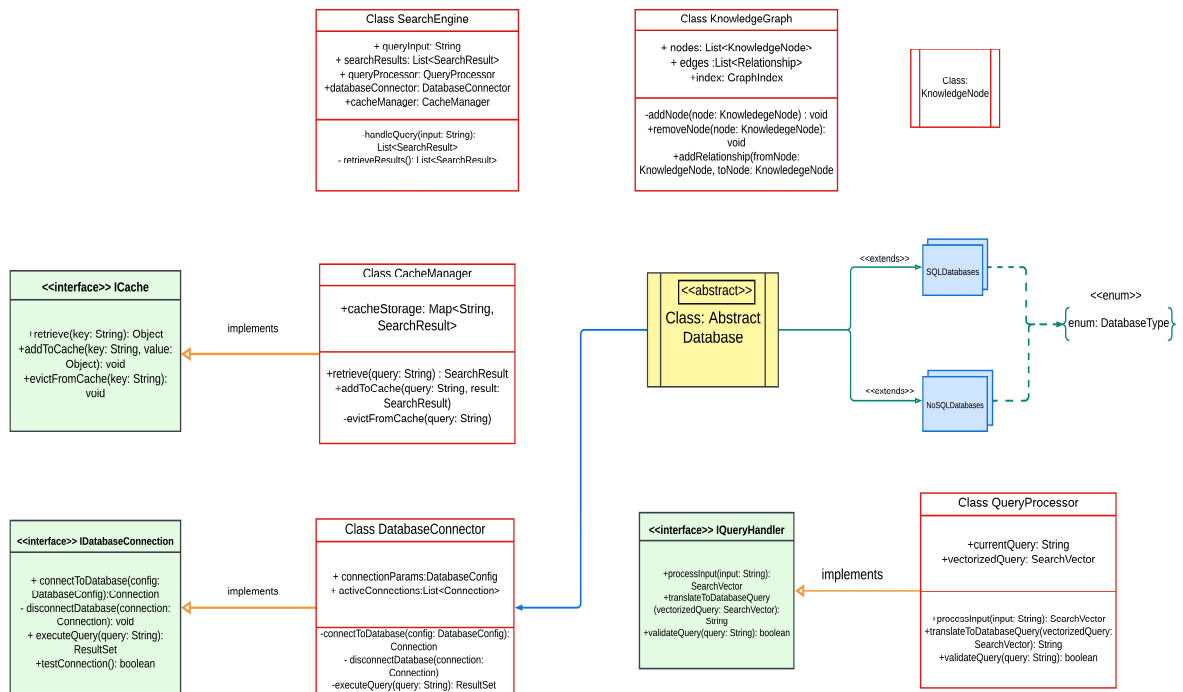 Class SearchEngine
+ queryInput: String
+ searchResults: List<SearchResult>
+ queryProcessor: QueryProcessor
+databaseConnector: DatabaseConnector
+cacheManager: CacheManager
-handleQuery(input: String):
List<SearchResult>
- retrieveResults(): List<SearchResult>
Class KnowledgeGraph
+ nodes: List<KnowledgeNode>
+ edges :List<Relationship>
+index: GraphIndex
-addNode(node: KnowledegeNode) : void
+removeNode(node: KnowledegeNode):
void
+addRelationship(fromNode:
KnowledgeNode, toNode: KnowledegeNode
Class:
KnowledgeNode
<<interface>> ICache
+retrieve(key: String): Object
+addToCache(key: String, value:
Object): void
+evictFromCache(key: String):
void
implements
Class CacheManager
+cacheStorage: Map<String,
SearchResult>
+retrieve(query: String) : SearchResult
+addToCache(query: String, result:
SearchResult)
-evictFromCache(query: String)
<<abstract>>
Class: Abstract
Database
<<extends>>
SQLDatabases
<<extends>>
NoSQLDatabases
<<enum>>
enum: DatabaseType
<<interface>> IDatabaseConnection
+ connectToDatabase(config:
DatabaseConfig):Connection
- disconnectDatabase(connection:
Connection): void
+ executeQuery(query: String):
ResultSet
+testConnection(): boolean
implements
Class DatabaseConnector
+ connectionParams:DatabaseConfig
+ activeConnections:List<Connection>
-connectToDatabase(config: DatabaseConfig):
Connection
- disconnectDatabase(connection:
Connection)
-executeQuery(query: String): ResultSet
<<interface>> IQueryHandler
+processInput(input: String):
SearchVector
+translateToDatabaseQuery
(vectorizedQuery: SearchVector):
String
+validateQuery(query: String): boolean
implements
Class QueryProcessor
+currentQuery: String
+vectorizedQuery: SearchVector
+processInput(input: String): SearchVector
+translateToDatabaseQuery(vectorizedQuery:
SearchVector): String
+validateQuery(query: String): boolean